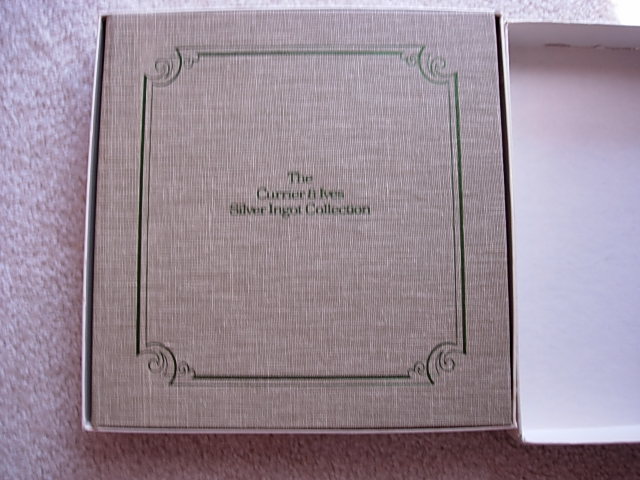 The
Currier & Ives
Silver Ingot Collection